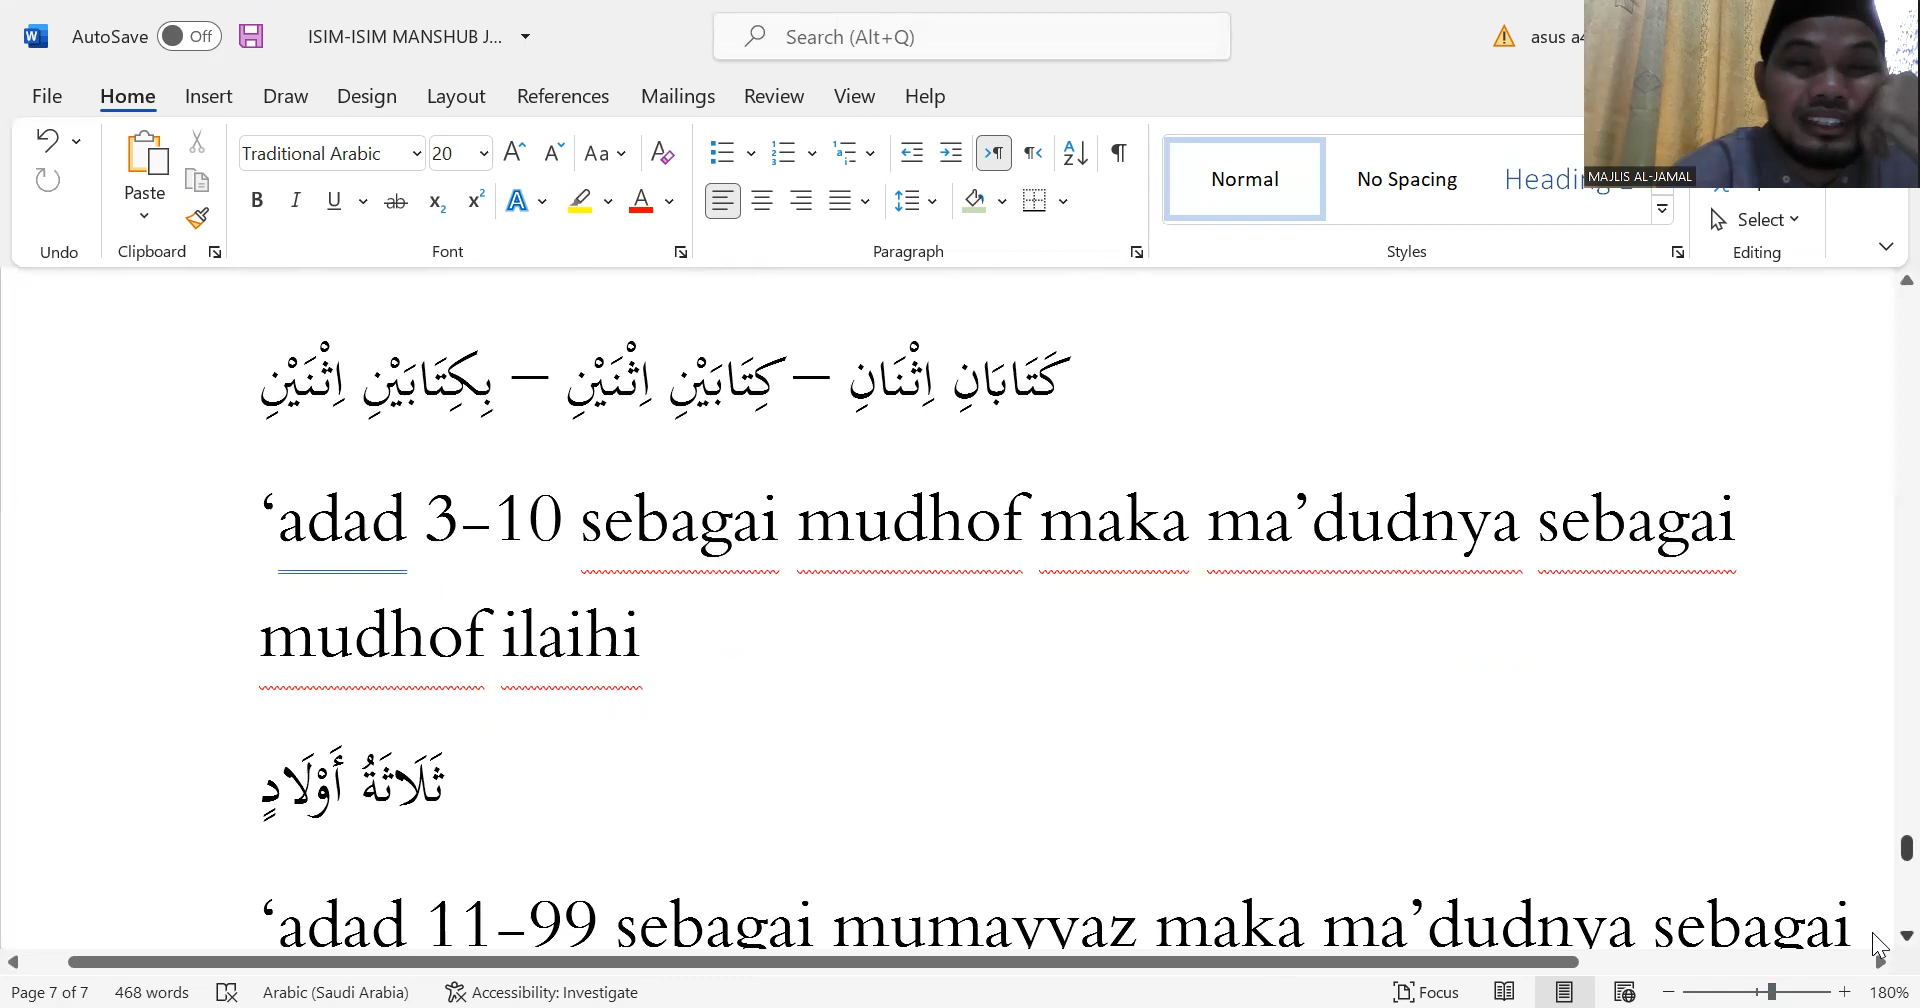 AutoSave Off ISIM-ISIM MANSHUB J... Search (Alt+Q) asus a4
File Home Insert Draw Design Layout References Mailings Review View Help
MAJLIS AL-JAMAL
Paste
Traditional Arabic 20
Normal No Spacing
Select
Undo Clipboard Font Paragraph Styles Editing
كَتَابَانِ اِثْنَانِ – كِتَابَيْنِ اِثْنَيْنِ – بِكِتَابَيْنِ اِثْنَيْنِ
‘adad 3–10 sebagai mudhof maka ma’dudnya sebagai
mudhof ilaihi
ثَلَاثَةُ أَوْلَادٍ
‘adad 11–99 sebagai mumayyaz maka ma’dudnya sebagai
Page 7 of 7 468 words Arabic (Saudi Arabia) Accessibility: Investigate Focus 180%